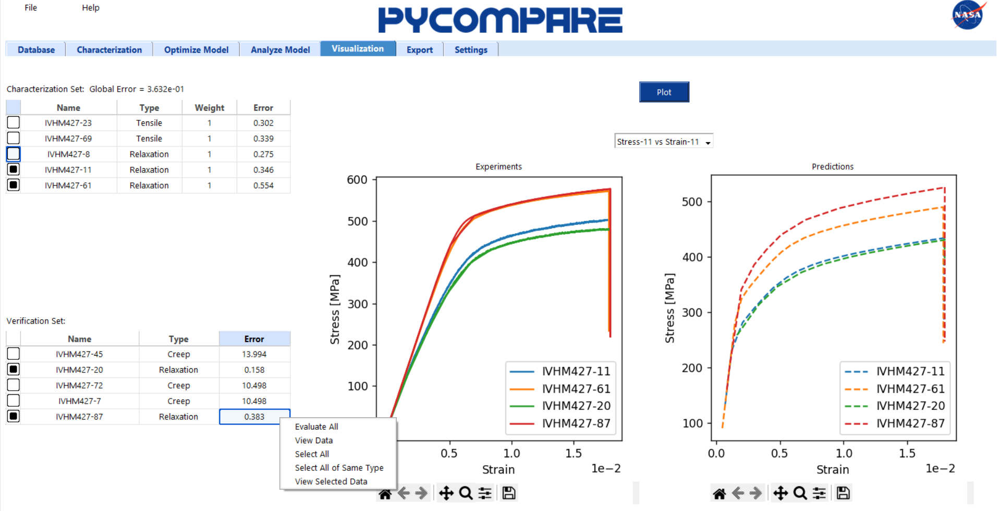 File Help
PYCOMPARE
NASA
Database Characterization Optimize Model Analyze Model Visualization Export Settings
Characterization Set: Global Error = 3.632e-01
Name Type Weight Error
IVHM427-23 Tensile 1 0.302
IVHM427-69 Tensile 1 0.339
IVHM427-8 Relaxation 1 0.275
IVHM427-11 Relaxation 1 0.346
IVHM427-61 Relaxation 1 0.554
Verification Set:
Name Type Error
IVHM427-45 Creep 13.994
IVHM427-20 Relaxation 0.158
IVHM427-72 Creep 10.498
IVHM427-7 Creep 10.498
IVHM427-87 Relaxation 0.383
Evaluate All
View Data
Select All
Select All of Same Type
View Selected Data
Plot
Stress-11 vs Strain-11
Experiments
600
500
400
300
200
100
Stress [MPa]
IVHM427-11
IVHM427-61
IVHM427-20
IVHM427-87
0.5 1.0 1.5
Strain 1e-2
Predictions
500
400
300
200
100
Stress [MPa]
IVHM427-11
IVHM427-61
IVHM427-20
IVHM427-87
0.0 0.5 1.0 1.5
Strain 1e-2